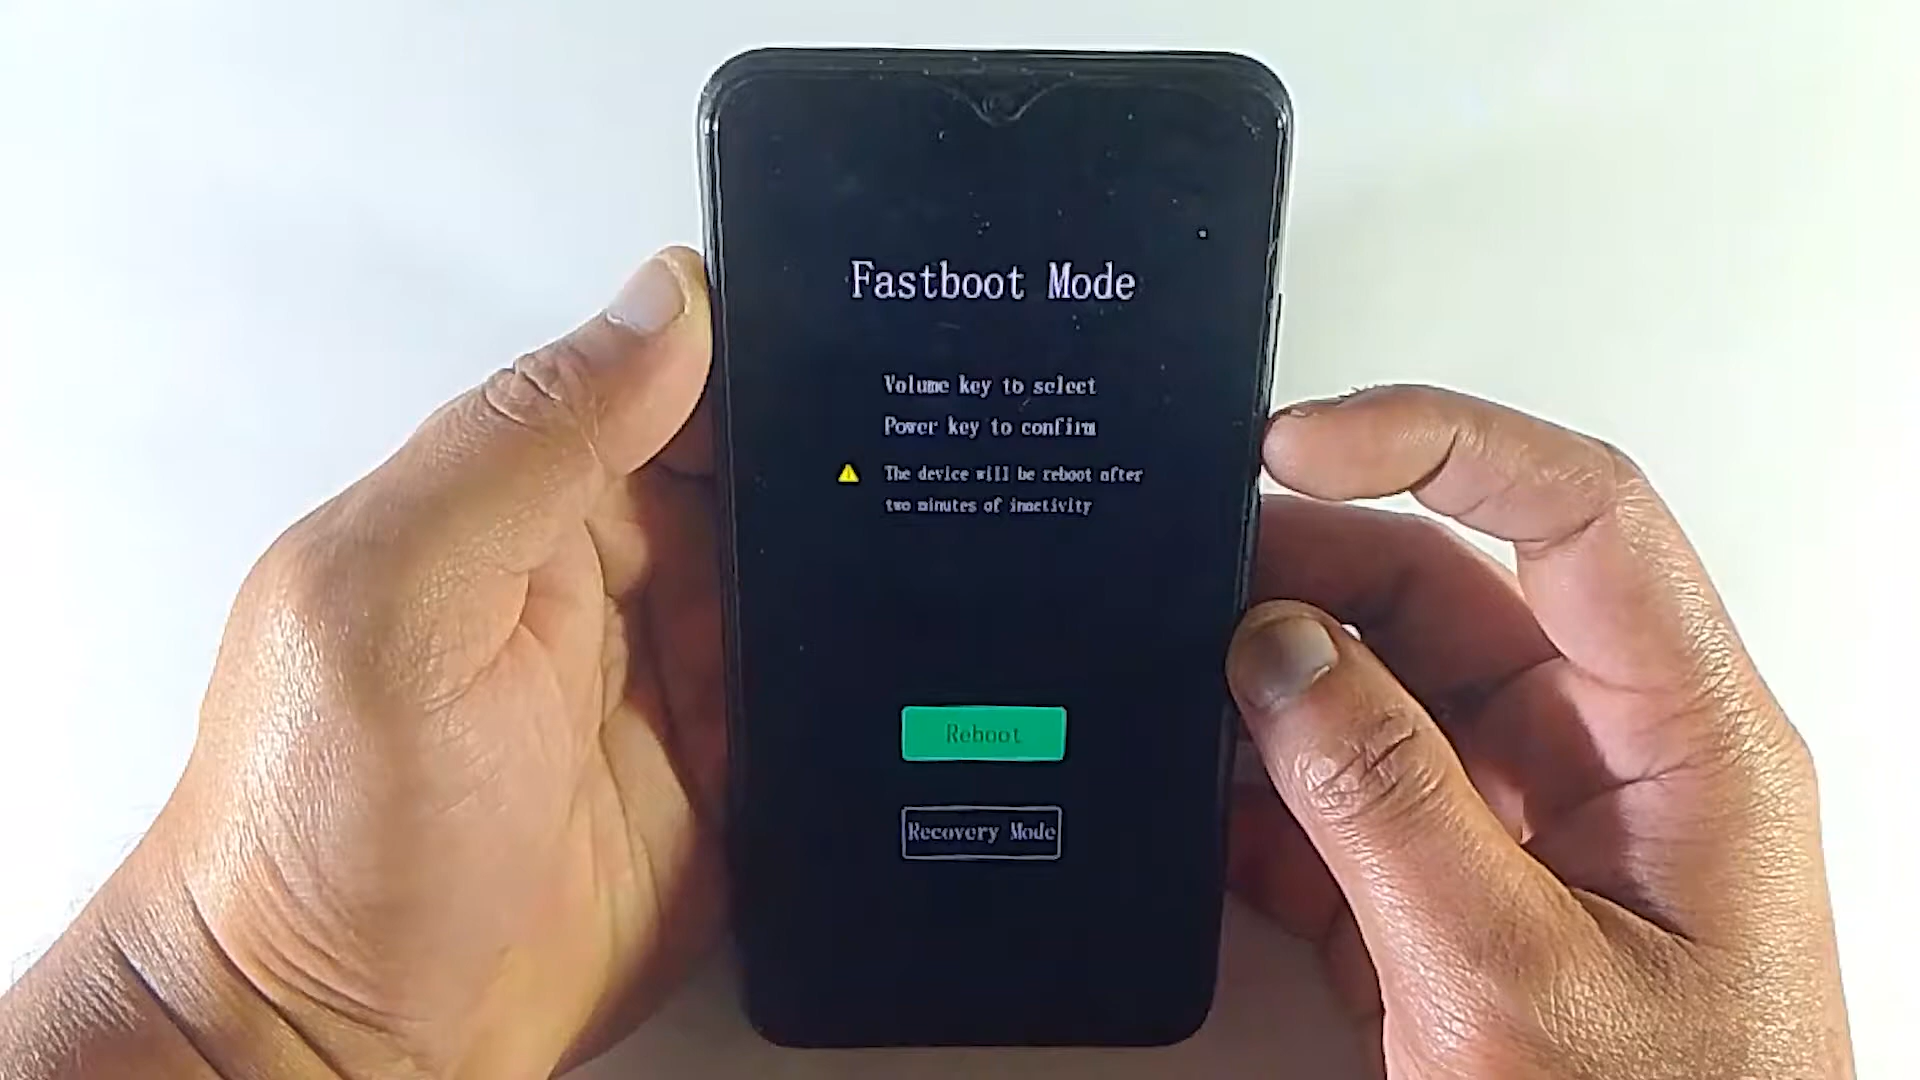 Fastboot Mode
Volume key to select
Power key to confirm
The device will be reboot after
two minutes of inactivity
Reboot
Recovery Mode